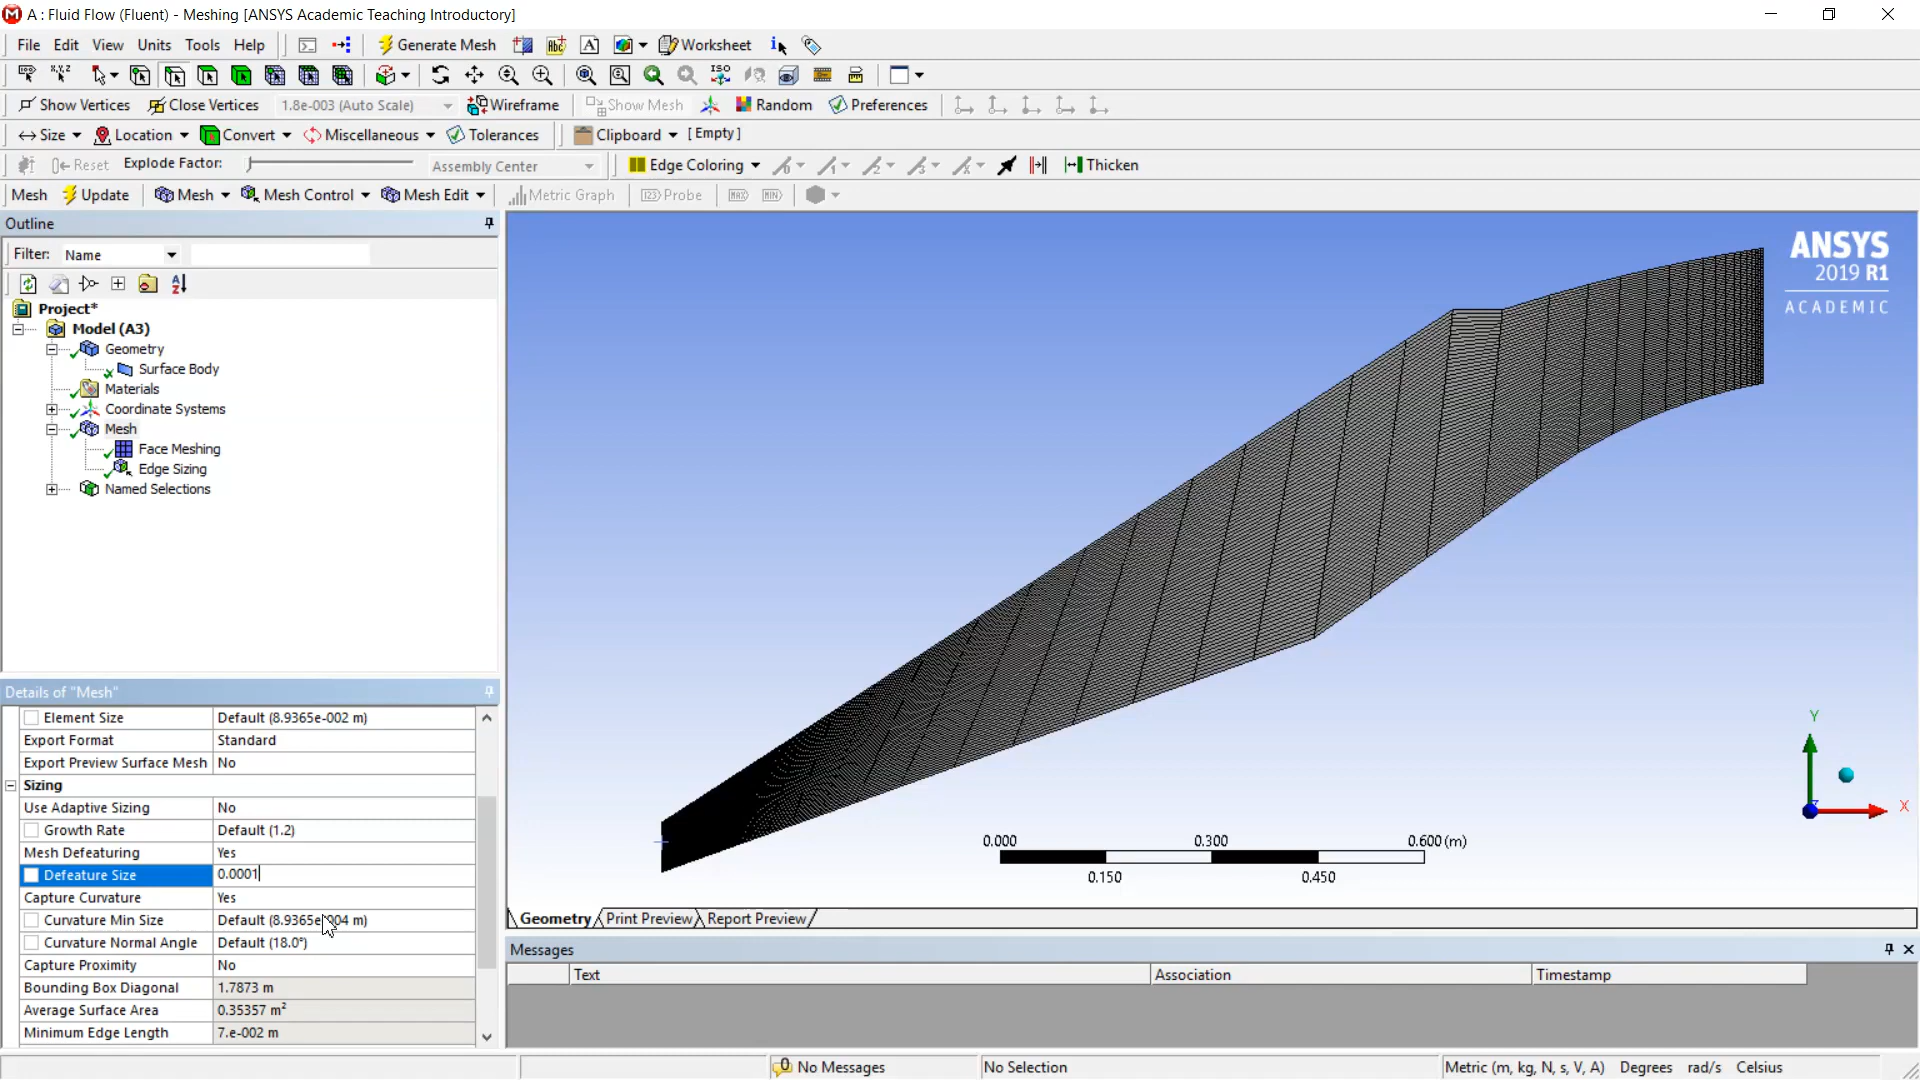 A : Fluid Flow (Fluent) - Meshing [ANSYS Academic Teaching Introductory]
File Edit View Units Tools Help Generate Mesh Abc A Worksheet i
ISO
Show Vertices Close Vertices 1.8e-003 (Auto Scale) Wireframe Show Mesh Random Preferences
Size Location Convert Miscellaneous Tolerances Clipboard [ Empty ]
Reset Explode Factor: Assembly Center Edge Coloring Thicken
Mesh Update Mesh Mesh Control Mesh Edit Metric Graph Probe MAX MIN
Outline
Filter: Name
Project*
Model (A3)
Geometry
Surface Body
Materials
Coordinate Systems
Mesh
Face Meshing
Edge Sizing
Named Selections
Details of "Mesh"
Element Size Default (8.9365e-002 m)
Export Format Standard
Export Preview Surface Mesh No
Sizing
Use Adaptive Sizing No
Growth Rate Default (1.2)
Mesh Defeaturing Yes
Defeature Size 0.0001
Capture Curvature Yes
Curvature Min Size Default (8.9365e-004 m)
Curvature Normal Angle Default (18.0°)
Capture Proximity No
Bounding Box Diagonal 1.7873 m
Average Surface Area 0.35357 m²
Minimum Edge Length 7.e-002 m
ANSYS
2019 R1
ACADEMIC
Y
X
0.000 0.300 0.600 (m)
0.150 0.450
Geometry Print Preview Report Preview
Messages
Text Association Timestamp
No Messages No Selection Metric (m, kg, N, s, V, A) Degrees rad/s Celsius